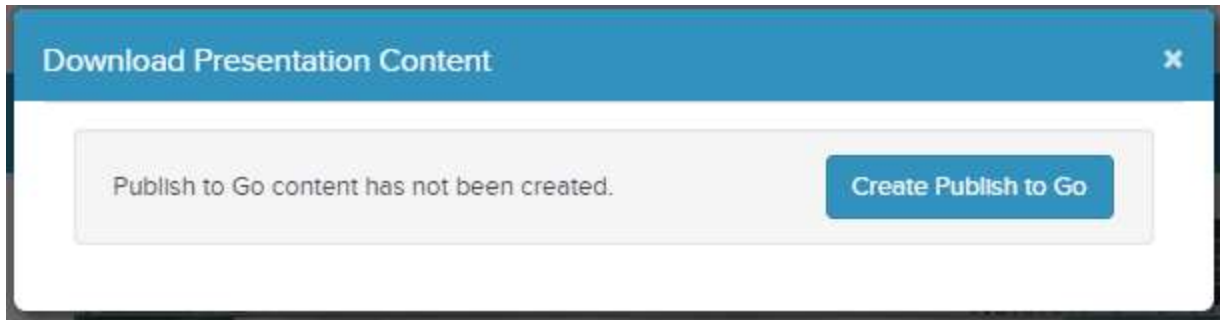 Download Presentation Content
Publish to Go content has not been created.
Create Publish to Go